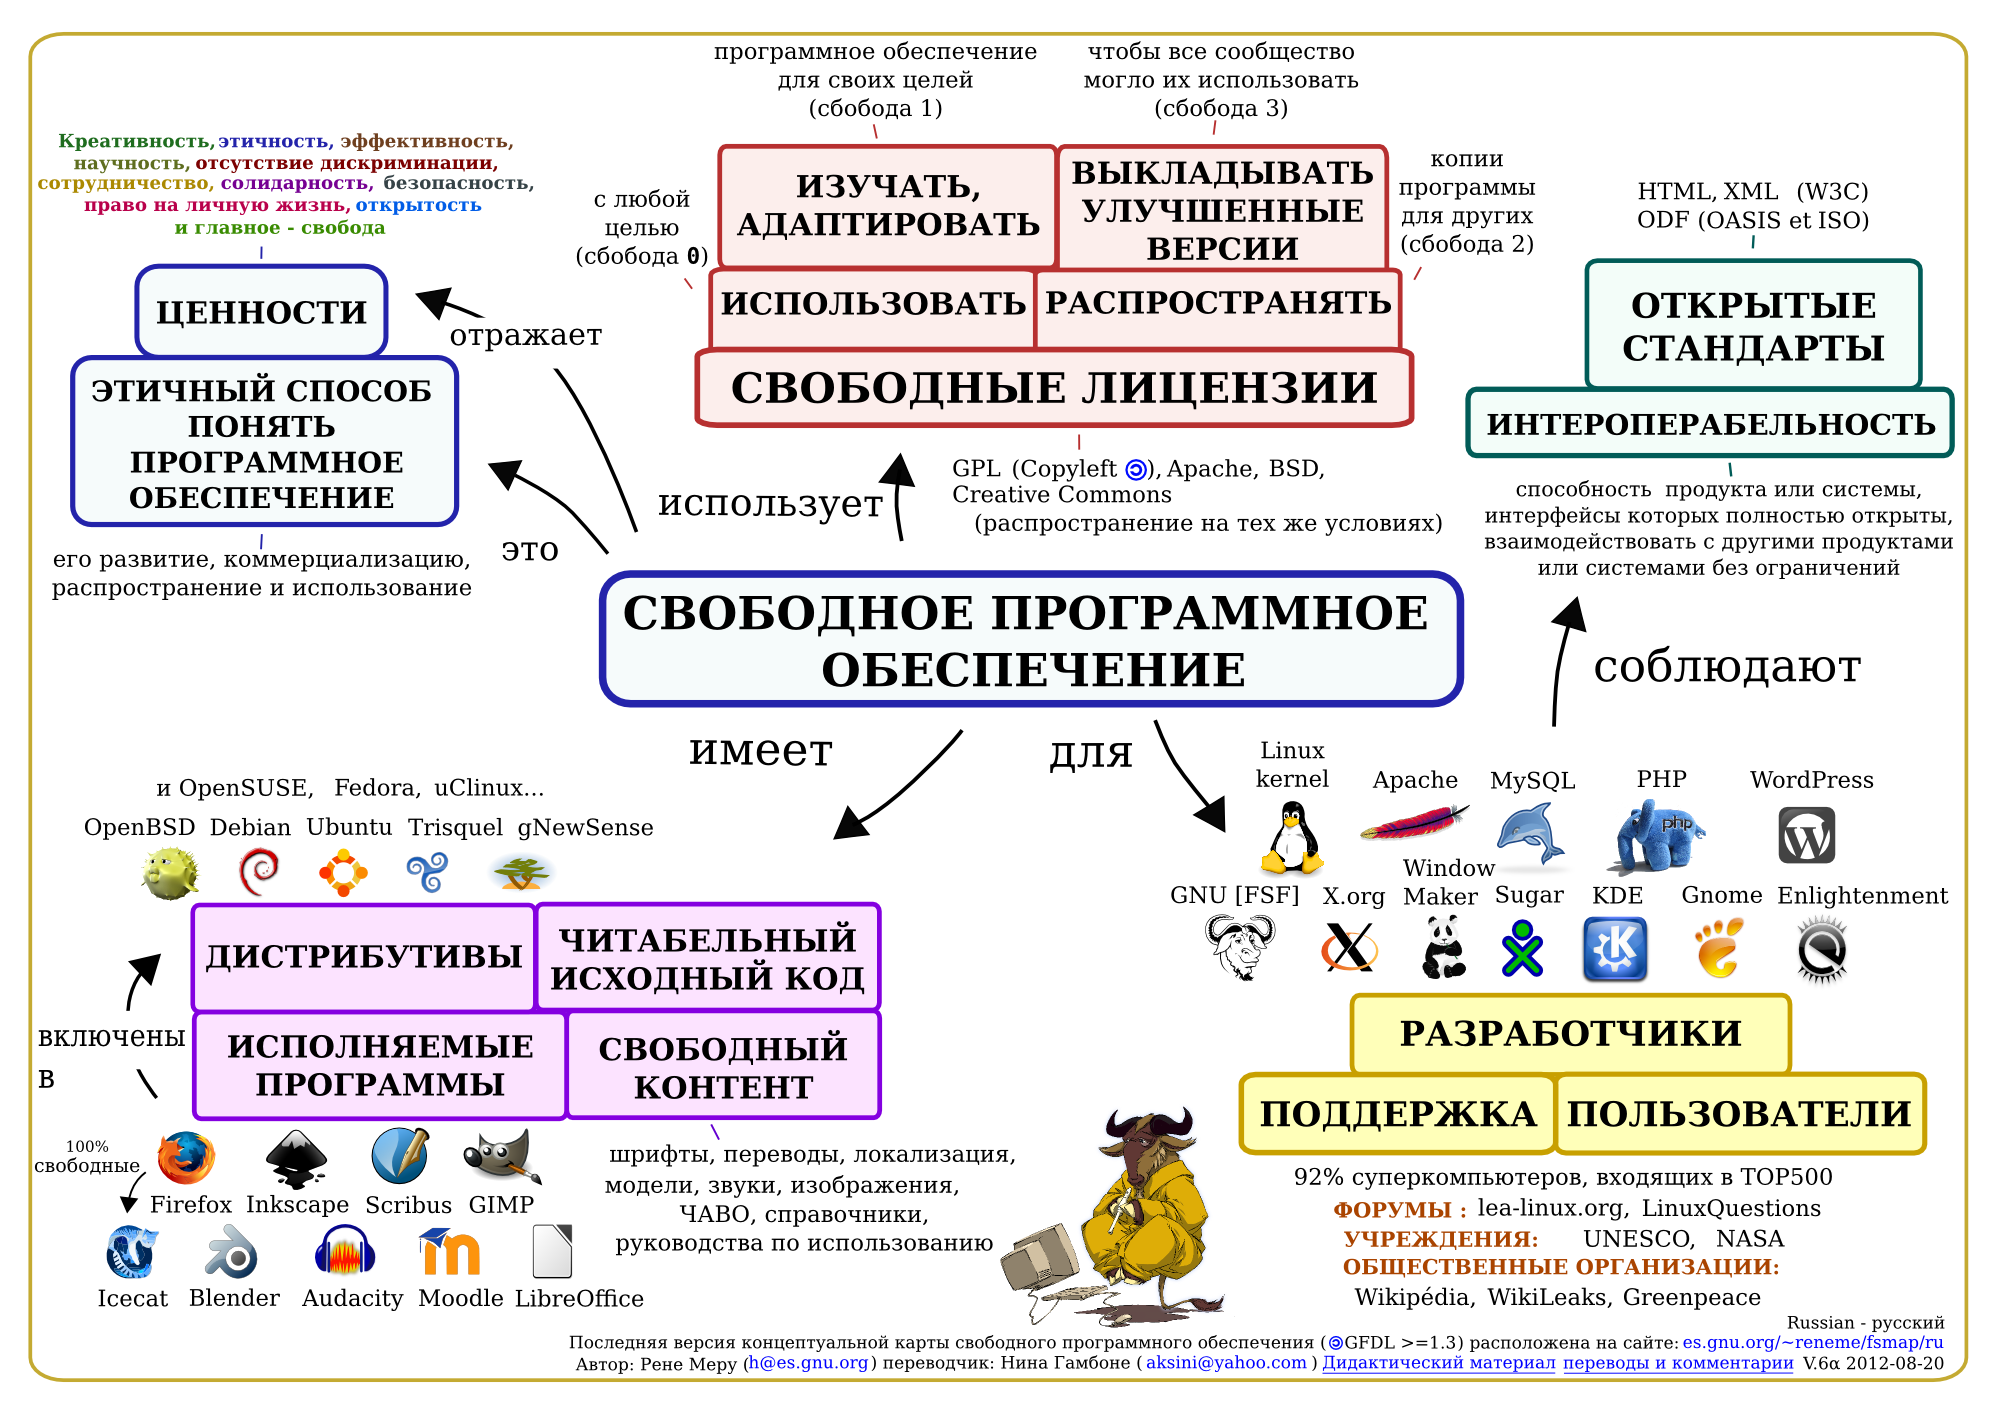 программное обеспечение
для своих целей
(сбобода 1)
чтобы все сообщество
могло их использовать
(сбобода 3)
Креативность, этичность, эффективность,
научность, отсутствие дискриминации,
сотрудничество, солидарность, безопасность,
право на личную жизнь, открытость
и главное - свобода
с любой
целью
(сбобода 0)
ИЗУЧАТЬ,
АДАПТИРОВАТЬ
ВЫКЛАДЫВАТЬ
УЛУЧШЕННЫЕ
ВЕРСИИ
копии
программы
для других
(сбобода 2)
HTML, XML (W3C)
ODF (OASIS et ISO)
ЦЕННОСТИ
отражает
ИСПОЛЬЗОВАТЬ
РАСПРОСТРАНЯТЬ
ОТКРЫТЫЕ
СТАНДАРТЫ
ЭТИЧНЫЙ СПОСОБ
ПОНЯТЬ
ПРОГРАММНОЕ
ОБЕСПЕЧЕНИЕ
СВОБОДНЫЕ ЛИЦЕНЗИИ
ИНТЕРОПЕРАБЕЛЬНОСТЬ
его развитие, коммерциализацию,
распространение и использование
это
использует
GPL (Copyleft 🄯), Apache, BSD,
Creative Commons
(распространение на тех же условиях)
способность продукта или системы,
интерфейсы которых полностью открыты,
взаимодействовать с другими продуктами
или системами без ограничений
СВОБОДНОЕ ПРОГРАММНОЕ
ОБЕСПЕЧЕНИЕ
соблюдают
имеет
для
и OpenSUSE, Fedora, uClinux...
OpenBSD Debian Ubuntu Trisquel gNewSense
Linux
kernel
Apache
MySQL
PHP
WordPress
php
W
GNU [FSF]
X.org
Window
Maker
Sugar
KDE
Gnome
Enlightenment
ДИСТРИБУТИВЫ
ЧИТАБЕЛЬНЫЙ
ИСХОДНЫЙ КОД
ИСПОЛНЯЕМЫЕ
ПРОГРАММЫ
СВОБОДНЫЙ
КОНТЕНТ
включены
в
РАЗРАБОТЧИКИ
ПОДДЕРЖКА
ПОЛЬЗОВАТЕЛИ
100%
свободные
Firefox Inkscape Scribus GIMP
Icecat Blender Audacity Moodle LibreOffice
шрифты, переводы, локализация,
модели, звуки, изображения,
ЧАВО, справочники,
руководства по использованию
92% суперкомпьютеров, входящих в TOP500
ФОРУМЫ : lea-linux.org, LinuxQuestions
УЧРЕЖДЕНИЯ: UNESCO, NASA
ОБЩЕСТВЕННЫЕ ОРГАНИЗАЦИИ:
Wikipédia, WikiLeaks, Greenpeace
Russian - русский
Последняя версия концептуальной карты свободного программного обеспечения (🄯GFDL >=1.3) расположена на сайте: es.gnu.org/~reneme/fsmap/ru
Автор: Рене Меру (h@es.gnu.org) переводчик: Нина Гамбоне ( aksini@yahoo.com ) Дидактический материал переводы и комментарии V.6α 2012-08-20